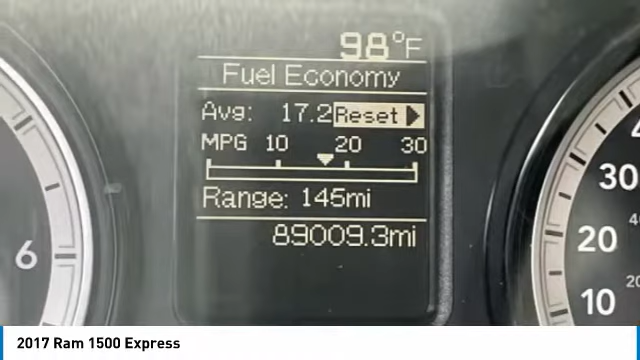 98°F
Fuel Economy
Avg: 17.2 Reset
MPG 10 20 30
Range: 145mi
89009.3mi
6
30
20
10
2017 Ram 1500 Express